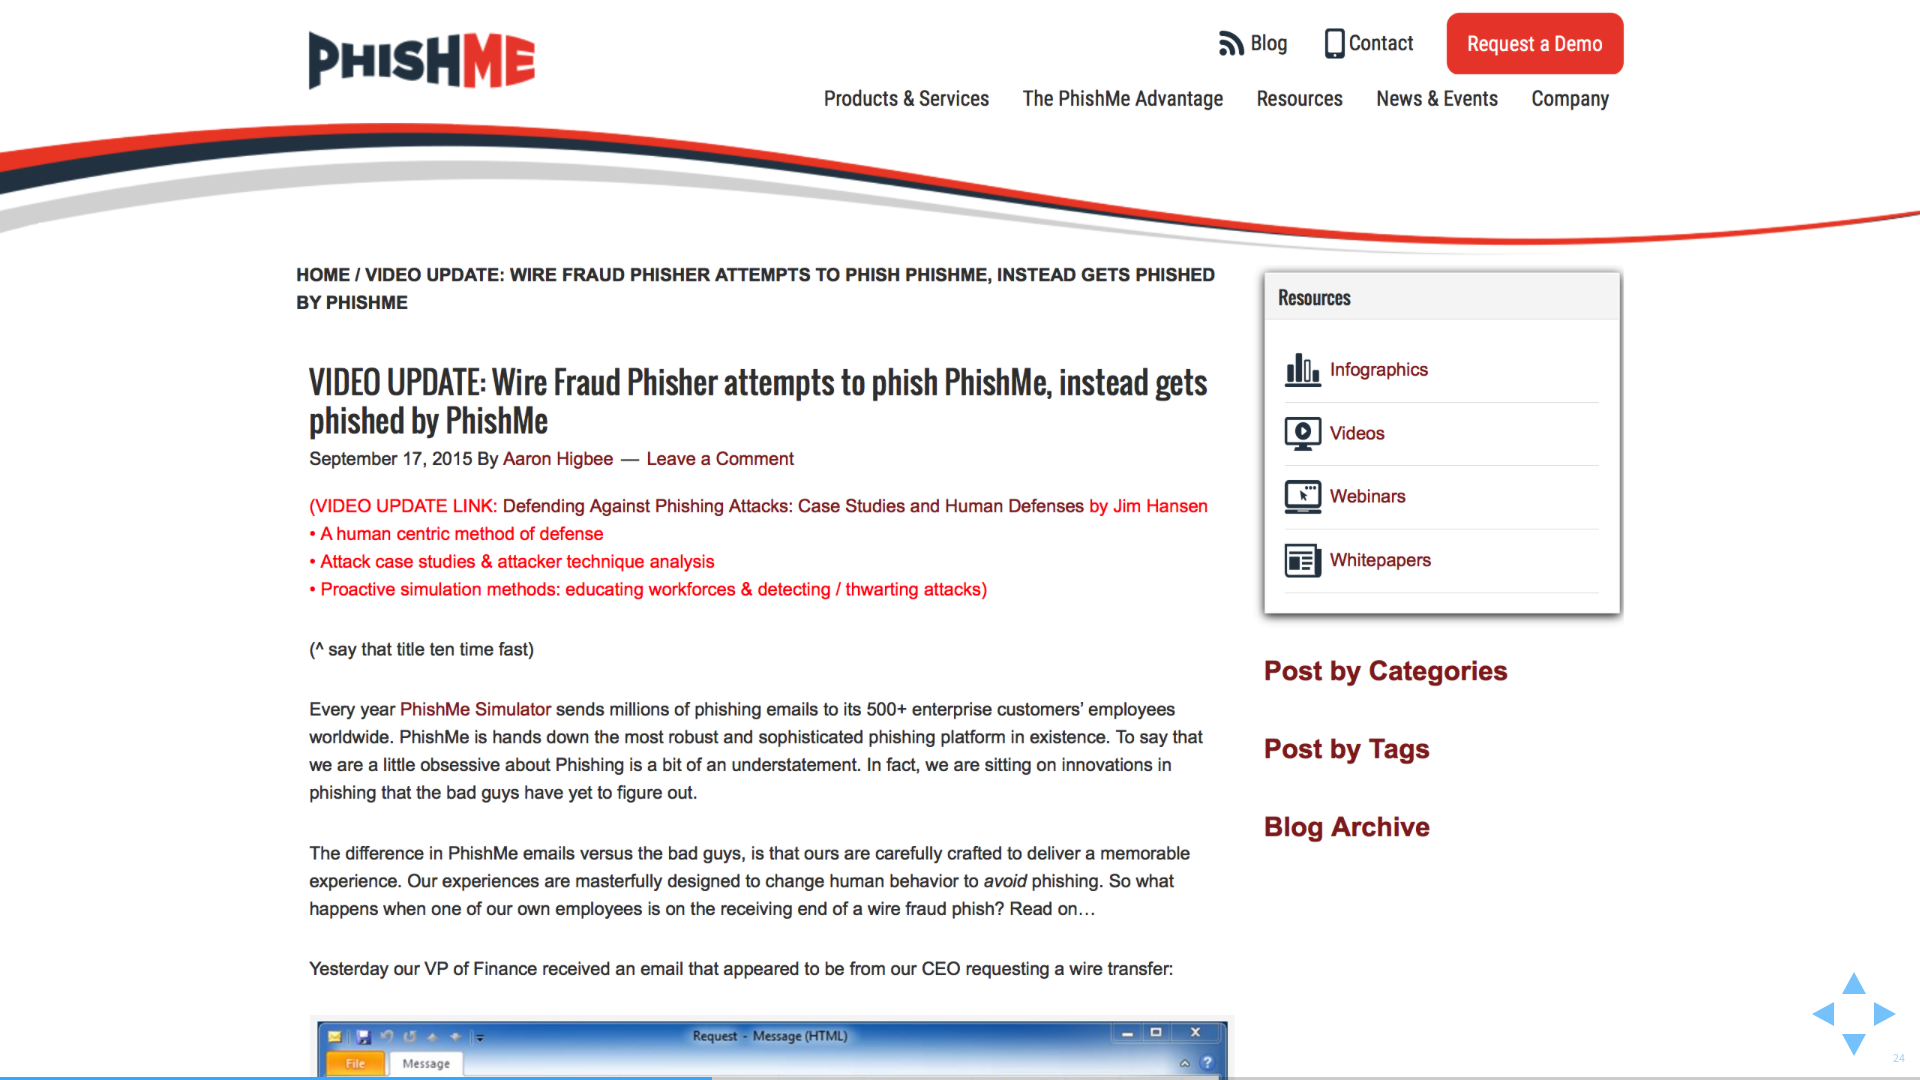 PHISHME
Blog
Contact
Request a Demo
Products & Services
The PhishMe Advantage
Resources
News & Events
Company
HOME / VIDEO UPDATE: WIRE FRAUD PHISHER ATTEMPTS TO PHISH PHISHME, INSTEAD GETS PHISHED
BY PHISHME
VIDEO UPDATE: Wire Fraud Phisher attempts to phish PhishMe, instead gets
phished by PhishMe
September 17, 2015 By Aaron Higbee — Leave a Comment
(VIDEO UPDATE LINK: Defending Against Phishing Attacks: Case Studies and Human Defenses by Jim Hansen
• A human centric method of defense
• Attack case studies & attacker technique analysis
• Proactive simulation methods: educating workforces & detecting / thwarting attacks)
(^ say that title ten time fast)
Every year PhishMe Simulator sends millions of phishing emails to its 500+ enterprise customers’ employees
worldwide. PhishMe is hands down the most robust and sophisticated phishing platform in existence. To say that
we are a little obsessive about Phishing is a bit of an understatement. In fact, we are sitting on innovations in
phishing that the bad guys have yet to figure out.
The difference in PhishMe emails versus the bad guys, is that ours are carefully crafted to deliver a memorable
experience. Our experiences are masterfully designed to change human behavior to avoid phishing. So what
happens when one of our own employees is on the receiving end of a wire fraud phish? Read on…
Yesterday our VP of Finance received an email that appeared to be from our CEO requesting a wire transfer:
Request - Message (HTML)
File
Message
Resources
Infographics
Videos
Webinars
Whitepapers
Post by Categories
Post by Tags
Blog Archive
24